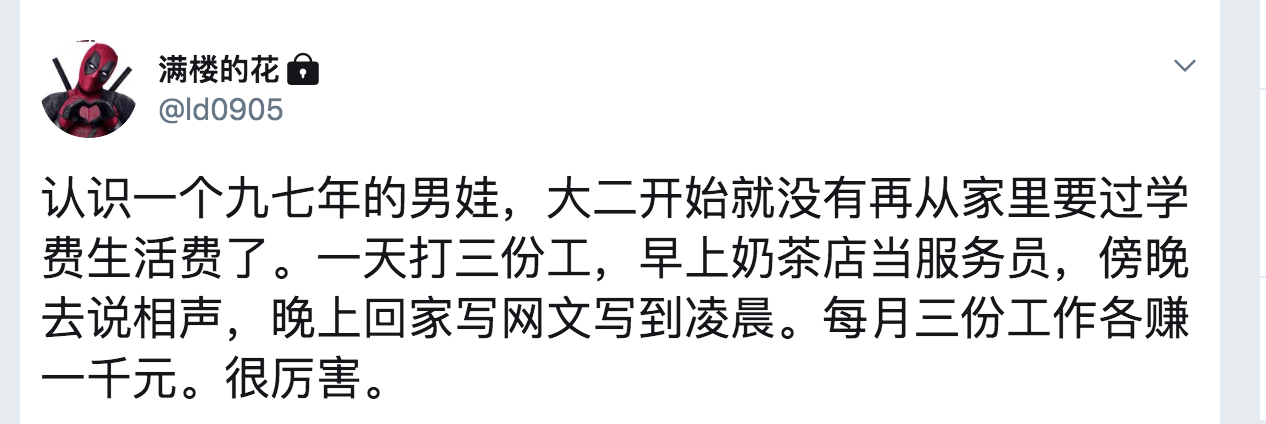 满楼的花
@ld0905
认识一个九七年的男娃，大二开始就没有再从家里要过学
费生活费了。一天打三份工，早上奶茶店当服务员，傍晚
去说相声，晚上回家写网文写到凌晨。每月三份工作各赚
一千元。很厉害。